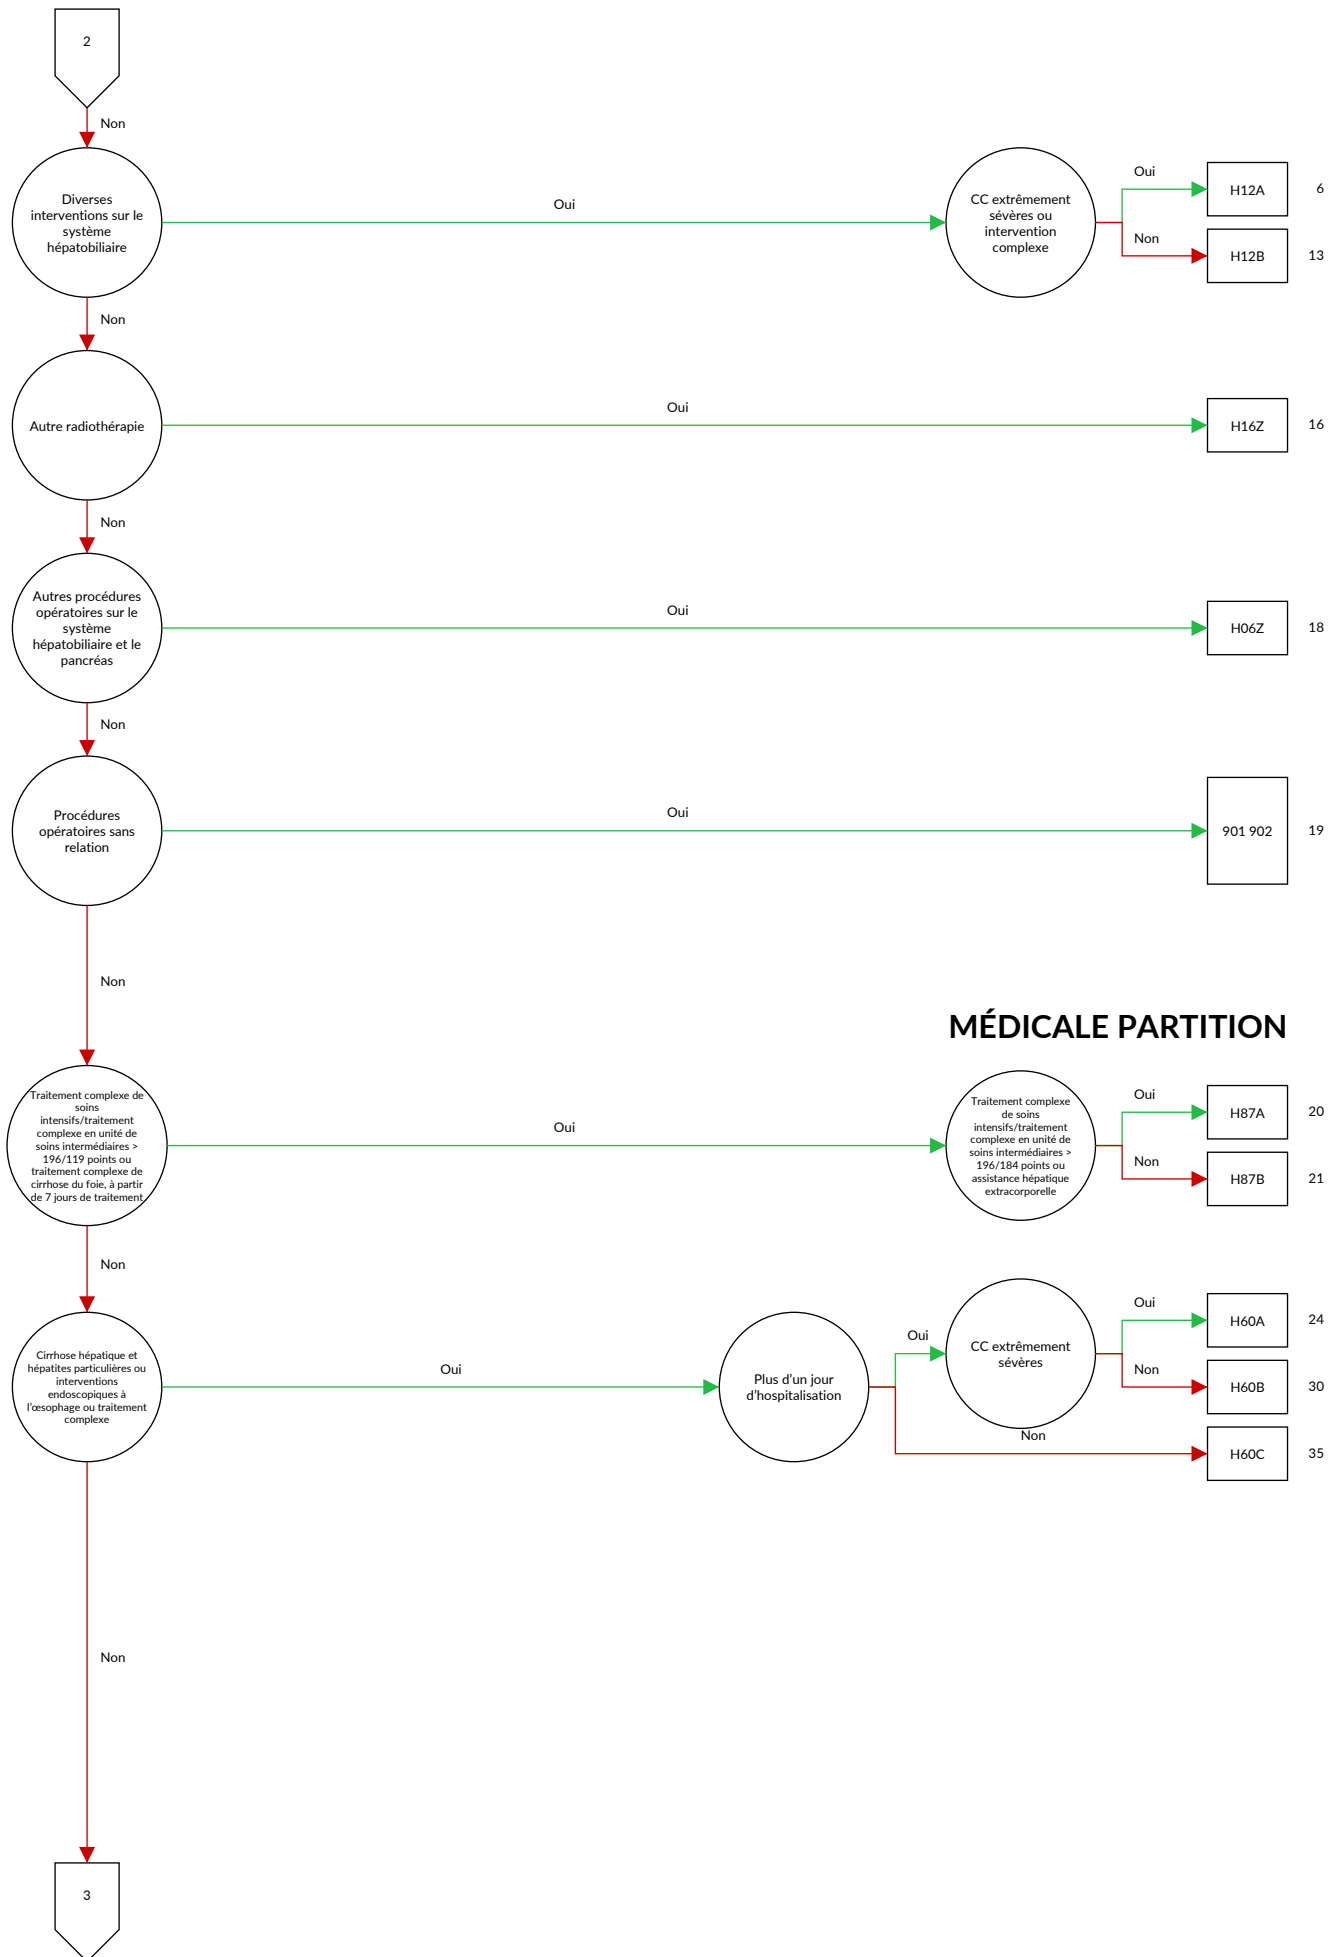 2
Non
Diverses
interventions sur le
système
hépatobiliaire
Oui
CC extrêmement
sévères ou
intervention
complexe
Oui
H12A
6
Non
H12B
13
Non
Autre radiothérapie
Oui
H16Z
16
Non
Autres procédures
opératoires sur le
système
hépatobiliaire et le
pancréas
Oui
H06Z
18
Non
Procédures
opératoires sans
relation
Oui
901 902
19
Non
MÉDICALE PARTITION
Traitement complexe de
soins
intensifs/traitement
complexe en unité de
soins intermédiaires >
196/119 points ou
traitement complexe de
cirrhose du foie, à partir
de 7 jours de traitement
Oui
Traitement complexe
de soins
intensifs/traitement
complexe en unité de
soins intermédiaires >
196/184 points ou
assistance hépatique
extracorporelle
Oui
H87A
20
Non
H87B
21
Non
Cirrhose hépatique et
hépatites particulières ou
interventions
endoscopiques à
l'œsophage ou traitement
complexe
Oui
Plus d'un jour
d'hospitalisation
Oui
CC extrêmement
sévères
Oui
H60A
24
Non
H60B
30
Non
H60C
35
Non
3